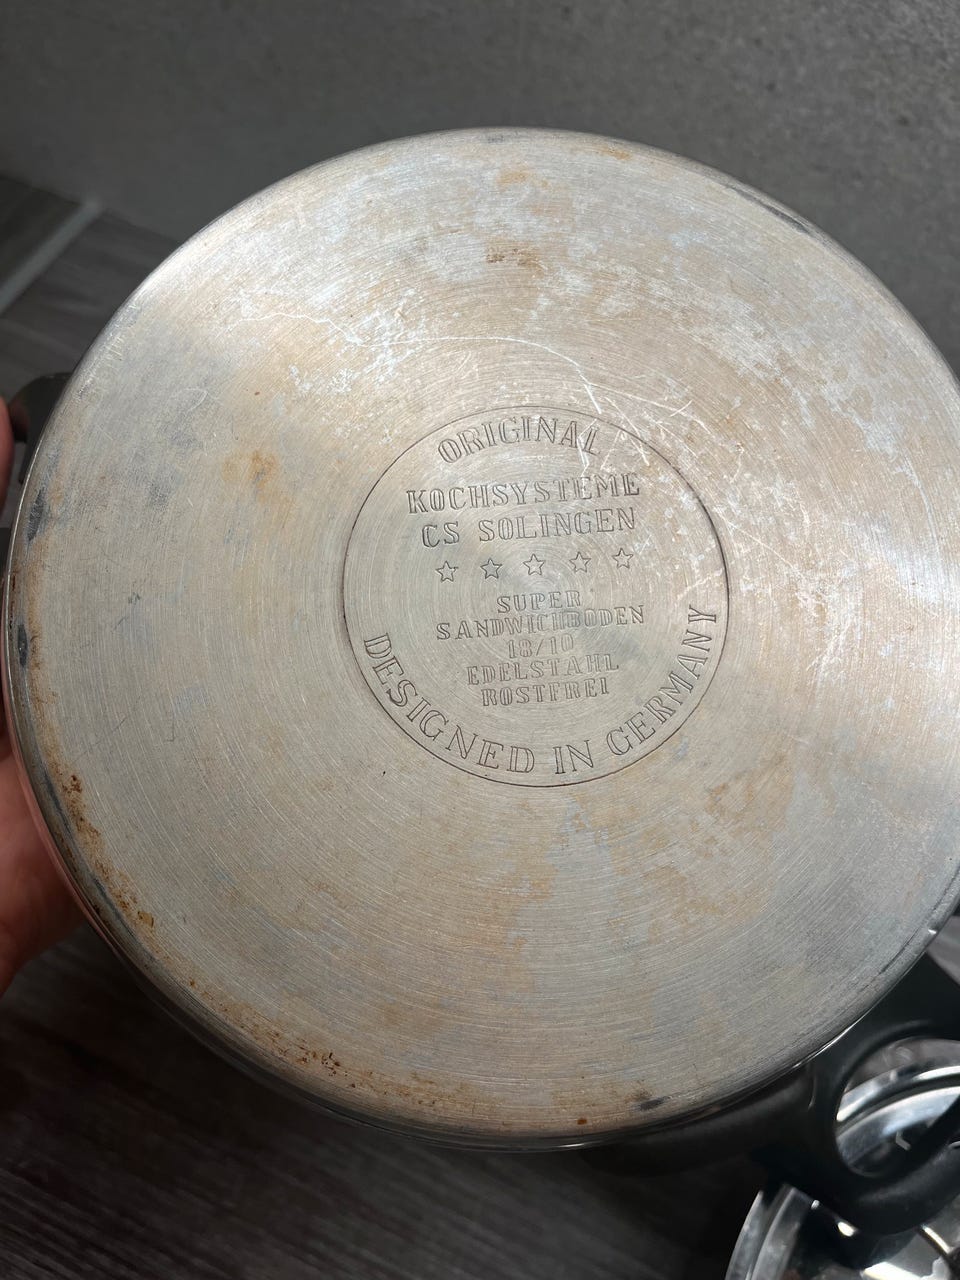 ORIGINAL
KOCHSYSTEME
CS SOLINGEN
SUPER
SANDWICHBODEN
18/10
EDELSTAHL
ROSTFREI
DESIGNED IN GERMANY